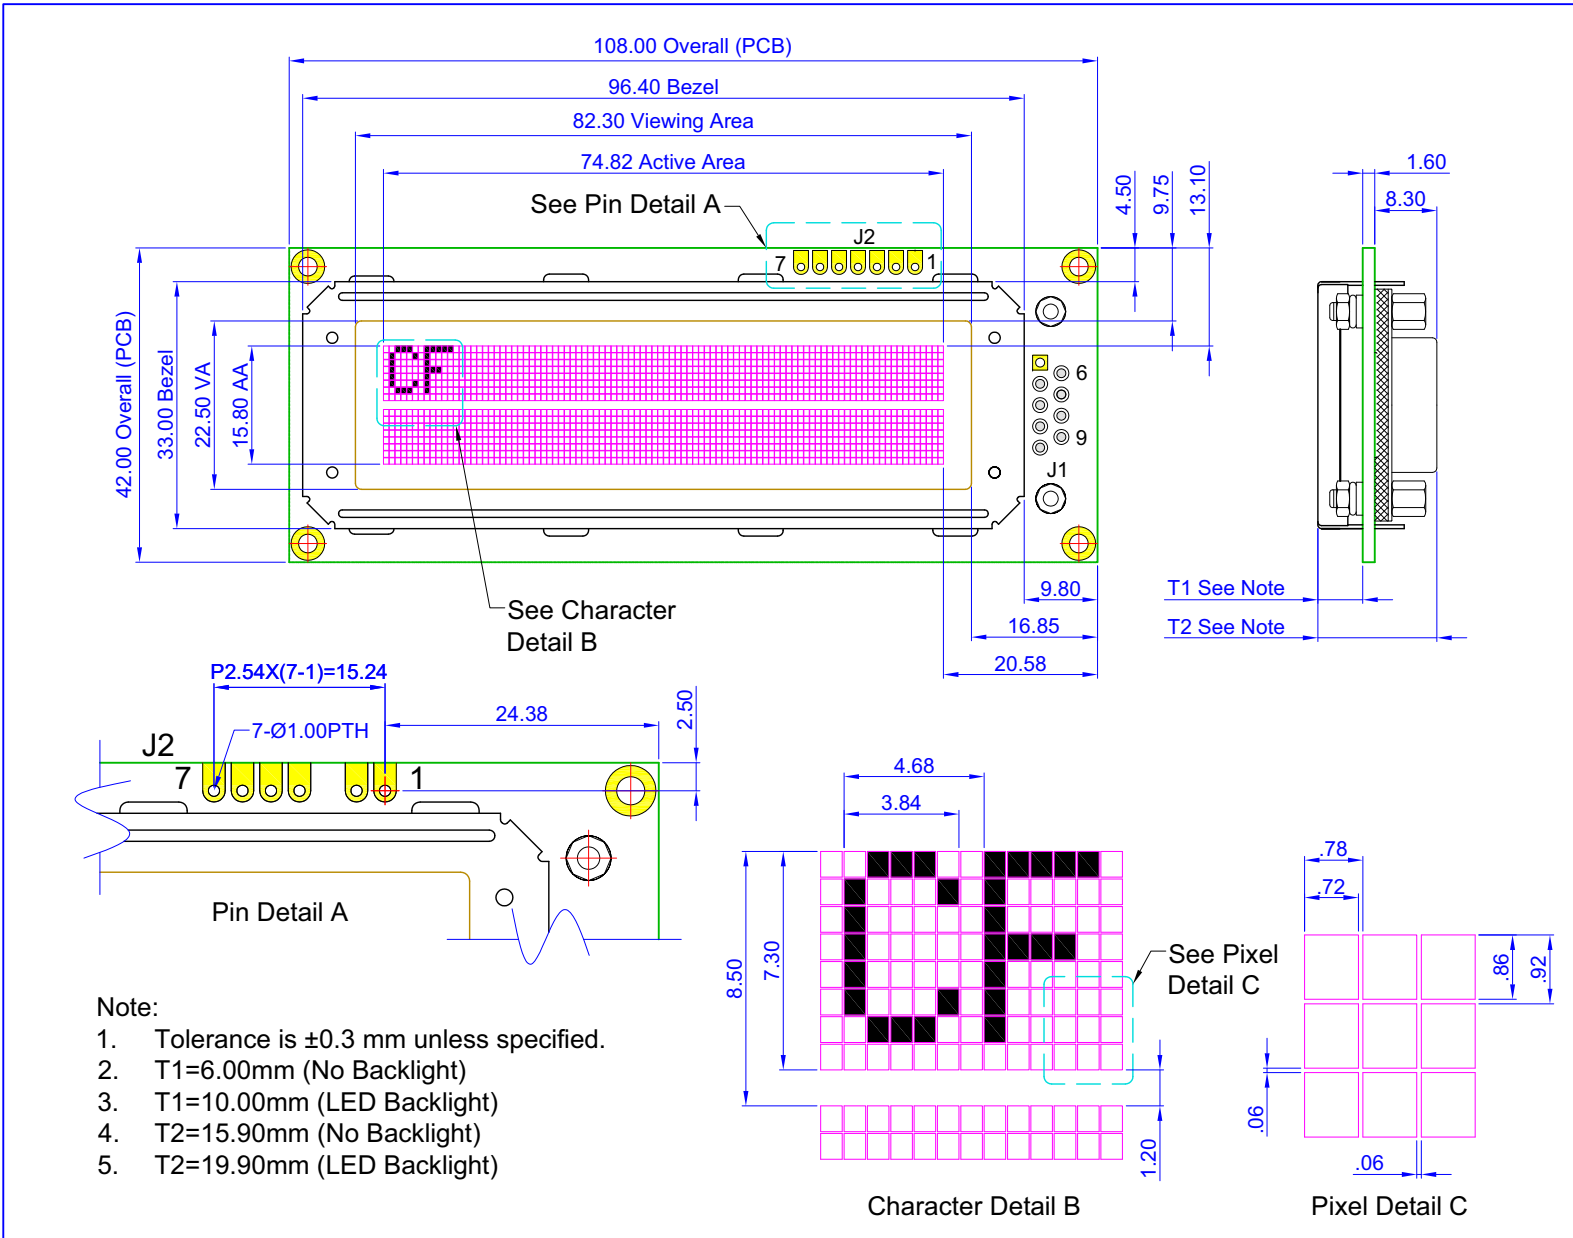 108.00 Overall (PCB)
96.40 Bezel
82.30 Viewing Area
74.82 Active Area
See Pin Detail A
4.50
9.75
13.10
1.60
8.30
J2
7
1
42.00 Overall (PCB)
33.00 Bezel
22.50 VA
15.80 AA
CF
6
9
J1
See Character
Detail B
9.80
16.85
20.58
T1 See Note
T2 See Note
P2.54X(7-1)=15.24
24.38
2.50
7-Ø1.00PTH
J2
7
1
Pin Detail A
4.68
3.84
8.50
7.30
1.20
See Pixel
Detail C
Character Detail B
.78
.72
.86
.92
.06
.06
Pixel Detail C
Note:
1. Tolerance is ±0.3 mm unless specified.
2. T1=6.00mm (No Backlight)
3. T1=10.00mm (LED Backlight)
4. T2=15.90mm (No Backlight)
5. T2=19.90mm (LED Backlight)